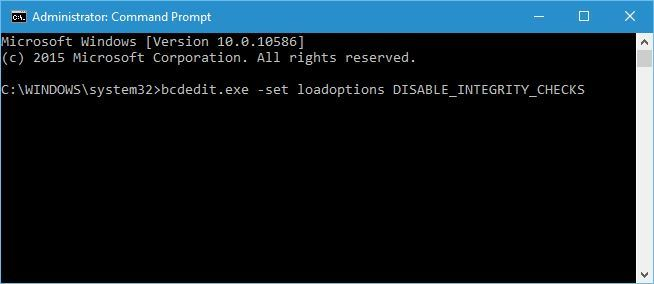 Administrator: Command Prompt
Microsoft Windows [Version 10.0.10586]
(c) 2015 Microsoft Corporation. All rights reserved.
C:\WINDOWS\system32>bcdedit.exe -set loadoptions DISABLE_INTEGRITY_CHECKS